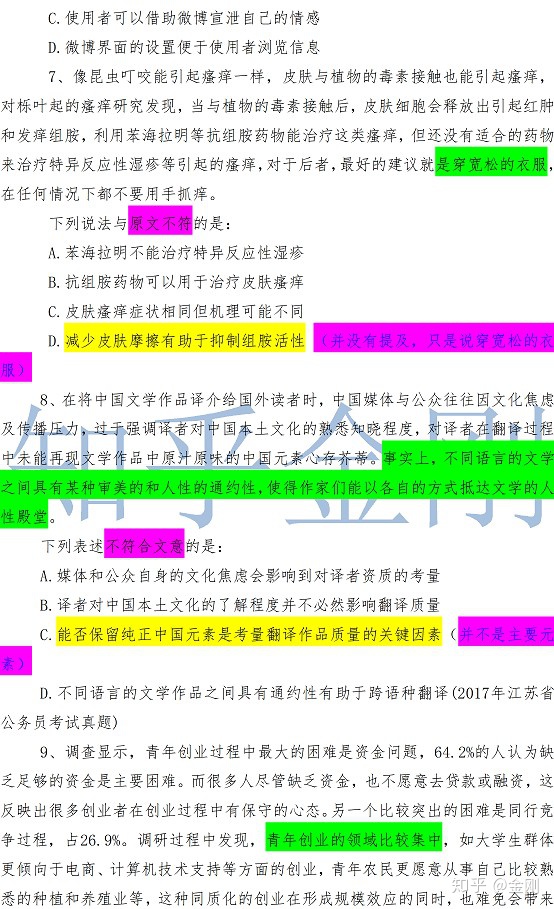 C.使用者可以借助微博宣泄自己的情感
D.微博界面的设置便于使用者浏览信息
7、像昆虫叮咬能引起瘙痒一样，皮肤与植物的毒素接触也能引起瘙痒，
对栎叶起的瘙痒研究发现，当与植物的毒素接触后，皮肤细胞会释放出引起红肿
和发痒组胺，利用苯海拉明等抗组胺药物能治疗这类瘙痒，但还没有适合的药物
来治疗特异反应性湿疹等引起的瘙痒，对于后者，最好的建议就是穿宽松的衣服，
在任何情况下都不要用手抓痒。
下列说法与原文不符的是：
A.苯海拉明不能治疗特异反应性湿疹
B.抗组胺药物可以用于治疗皮肤瘙痒
C.皮肤瘙痒症状相同但机理可能不同
D.减少皮肤摩擦有助于抑制组胺活性 （并没有提及，只是说穿宽松的衣
服）
8、在将中国文学作品译介给国外读者时，中国媒体与公众往往因文化焦虑
及传播压力，过于强调译者对中国本土文化的熟悉知晓程度，对译者在翻译过程
中未能再现文学作品中原汁原味的中国元素心存芥蒂。事实上，不同语言的文学
之间具有某种审美的和人性的通约性，使得作家们能以各自的方式抵达文学的人
性殿堂。
下列表述不符合文意的是：
A.媒体和公众自身的文化焦虑会影响到对译者资质的考量
B.译者对中国本土文化的了解程度并不必然影响翻译质量
C.能否保留纯正中国元素是考量翻译作品质量的关键因素（并不是主要元
素）
D.不同语言的文学作品之间具有通约性有助于跨语种翻译(2017年江苏省
公务员考试真题)
9、调查显示，青年创业过程中最大的困难是资金问题，64.2%的人认为缺
乏足够的资金是主要困难。而很多人尽管缺乏资金，也不愿意去贷款或融资，这
反映出很多创业者在创业过程中有保守的心态。另一个比较突出的困难是同行竞
争过程，占26.9%。调研过程中发现，青年创业的领域比较集中，如大学生群体
更倾向于电商、计算机技术支持等方面的创业，青年农民更愿意从事自己比较熟
悉的种植和养殖业等，这种同质化的创业在形成规模效应的同时，也难免会带来
知乎 金刚
知乎 @金刚